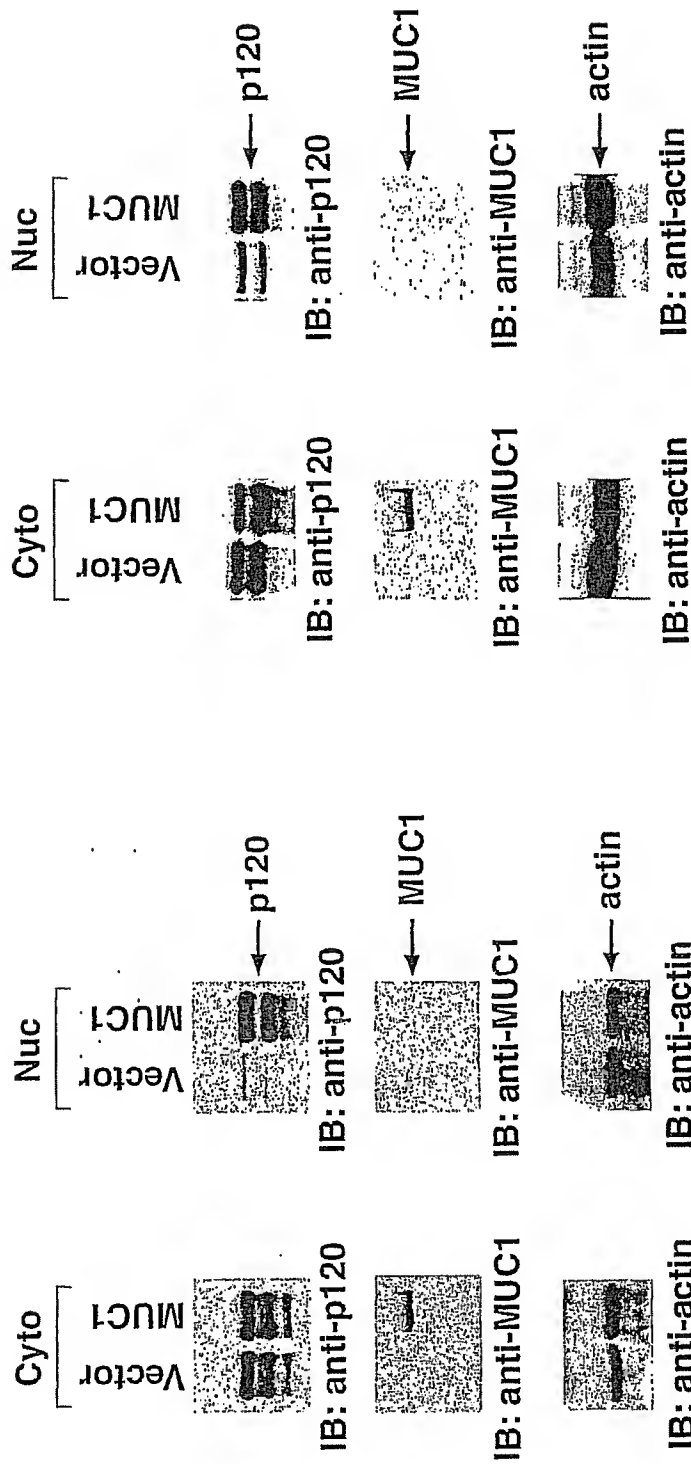 Cyto
Nuc
Vector
MUC1
Vector
MUC1
p120
IB: anti-p120
IB: anti-p120
MUC1
IB: anti-MUC1
IB: anti-MUC1
actin
IB: anti-actin
IB: anti-actin
Cyto
Nuc
Vector
MUC1
Vector
MUC1
p120
IB: anti-p120
IB: anti-p120
MUC1
IB: anti-MUC1
IB: anti-MUC1
actin
IB: anti-actin
IB: anti-actin